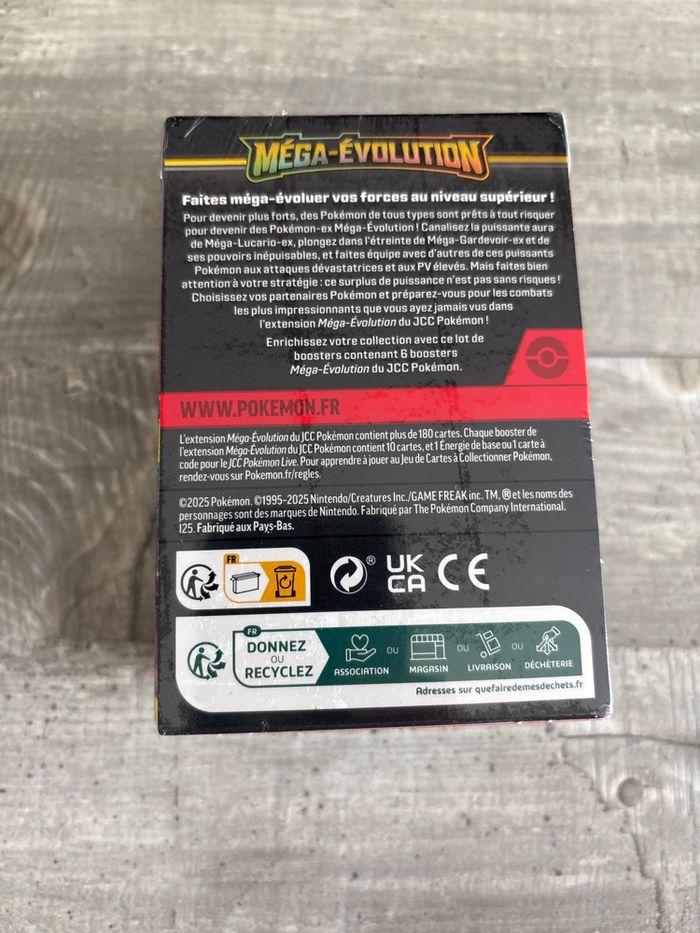 MÉGA-ÉVOLUTION
Faites méga-évoluer vos forces au niveau supérieur !
Pour devenir plus forts, des Pokémon de tous types sont prêts à tout risquer
pour devenir des Pokémon-ex Méga-Évolution ! Canalisez la puissante aura
de Méga-Lucario-ex, plongez dans l'étreinte de Méga-Gardevoir-ex et de
ses pouvoirs inépuisables, et faites équipe avec d'autres de ces puissants
Pokémon aux attaques dévastatrices et aux PV élevés. Mais faites bien
attention à votre stratégie : ce surplus de puissance n'est pas sans risques !
Choisissez vos partenaires Pokémon et préparez-vous pour les combats
les plus impressionnants que vous ayez jamais vus dans
l'extension Méga-Évolution du JCC Pokémon !
Enrichissez votre collection avec ce lot de
boosters contenant 6 boosters
Méga-Évolution du JCC Pokémon.
WWW.POKEMON.FR
L'extension Méga-Évolution du JCC Pokémon contient plus de 180 cartes. Chaque booster de
l'extension Méga-Évolution du JCC Pokémon contient 10 cartes, et 1 Énergie de base ou 1 carte à
code pour le JCC Pokémon Live. Pour apprendre à jouer au Jeu de Cartes à Collectionner Pokémon,
rendez-vous sur Pokemon.fr/regles.
©2025 Pokémon. ©1995-2025 Nintendo/Creatures Inc./GAME FREAK inc. TM, ® et les noms des
personnages sont des marques de Nintendo. Fabriqué par The Pokémon Company International.
I25. Fabriqué aux Pays-Bas.
FR
®
UK
CA
CE
FR
DONNEZ
OU
RECYCLEZ
ASSOCIATION OU MAGASIN OU LIVRAISON OU DÉCHÈTERIE
Adresses sur quefairedemesdechets.fr